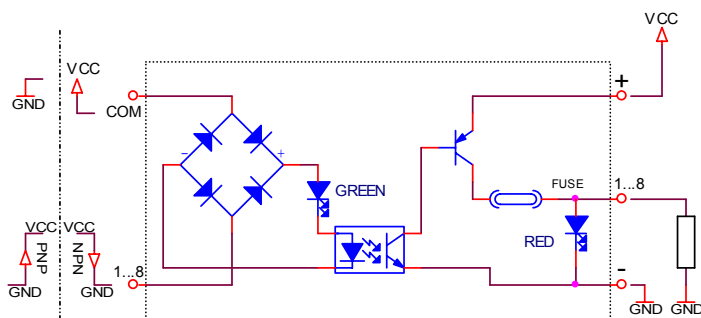 VCC
+
VCC
GND
COM
-
+
GREEN
FUSE
1...8
RED
VCC
VCC
PNP
NPN
GND
GND
1...8
-
GND
GND